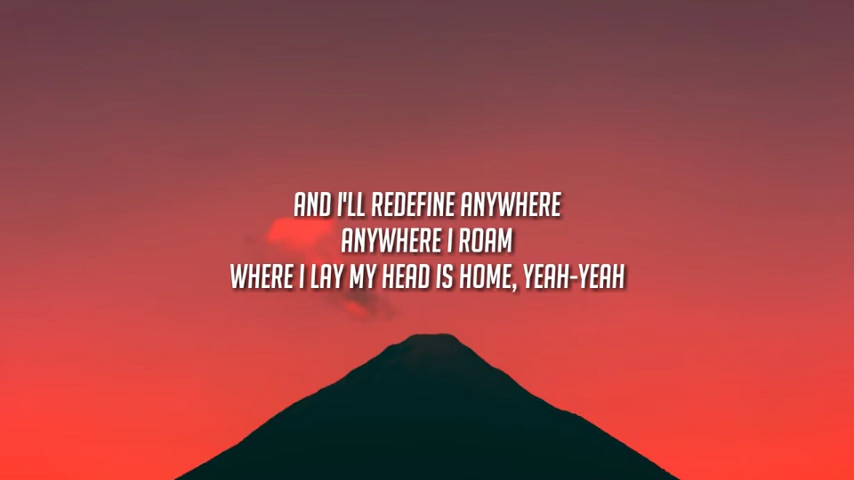 AND I'LL REDEFINE ANYWHERE
ANYWHERE I ROAM
WHERE I LAY MY HEAD IS HOME, YEAH-YEAH